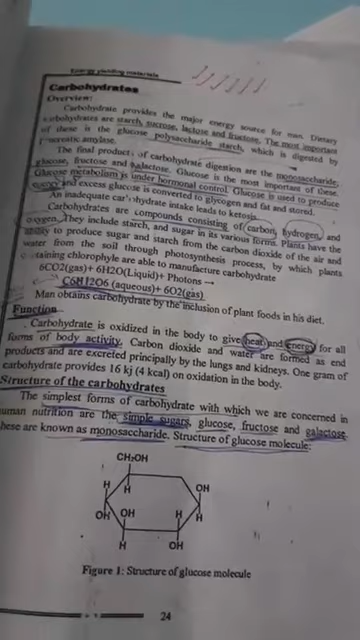 Energy yielding materials
Carbohydrates
Overview:
Carbohydrate provides the major energy source for man. Dietary
carbohydrates are starch, sucrose, lactose and fructose. The most important
of these is the glucose polysaccharide starch, which is digested by
pancreatic amylase.
The final products of carbohydrate digestion are the monosaccharide;
glucose, fructose and galactose. Glucose is the most important of these.
Glucose metabolism is under hormonal control. Glucose is used to produce
energy and excess glucose is converted to glycogen and fat and stored.
An inadequate carbohydrate intake leads to ketosis.
Carbohydrates are compounds consisting of carbon, hydrogen, and
oxygen. They include starch, and sugar in its various forms. Plants have the
ability to produce sugar and starch from the carbon dioxide of the air and
water from the soil through photosynthesis process, by which plants
containing chlorophyle are able to manufacture carbohydrate
6CO2(gas)+ 6H2O(Liquid)+ Photons →
C6H12O6 (aqueous)+ 6O2(gas)
Man obtains carbohydrate by the inclusion of plant foods in his diet.
Function
Carbohydrate is oxidized in the body to give heat and energy for all
forms of body activity. Carbon dioxide and water are formed as end
products and are excreted principally by the lungs and kidneys. One gram of
carbohydrate provides 16 kj (4 kcal) on oxidation in the body.
Structure of the carbohydrates
The simplest forms of carbohydrate with which we are concerned in
human nutrition are the simple sugars, glucose, fructose and galactose
these are known as monosaccharide. Structure of glucose molecule:
CH2OH
H H OH
OH OH H H
H OH
Figure 1: Structure of glucose molecule
24